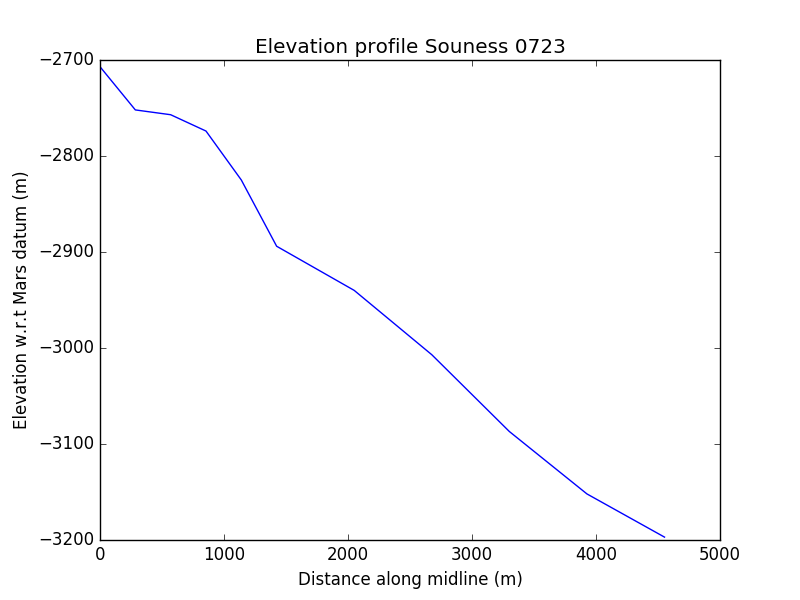 Elevation profile Souness 0723
Elevation w.r.t Mars datum (m)
−2700
−2800
−2900
−3000
−3100
−3200
0 1000 2000 3000 4000 5000
Distance along midline (m)